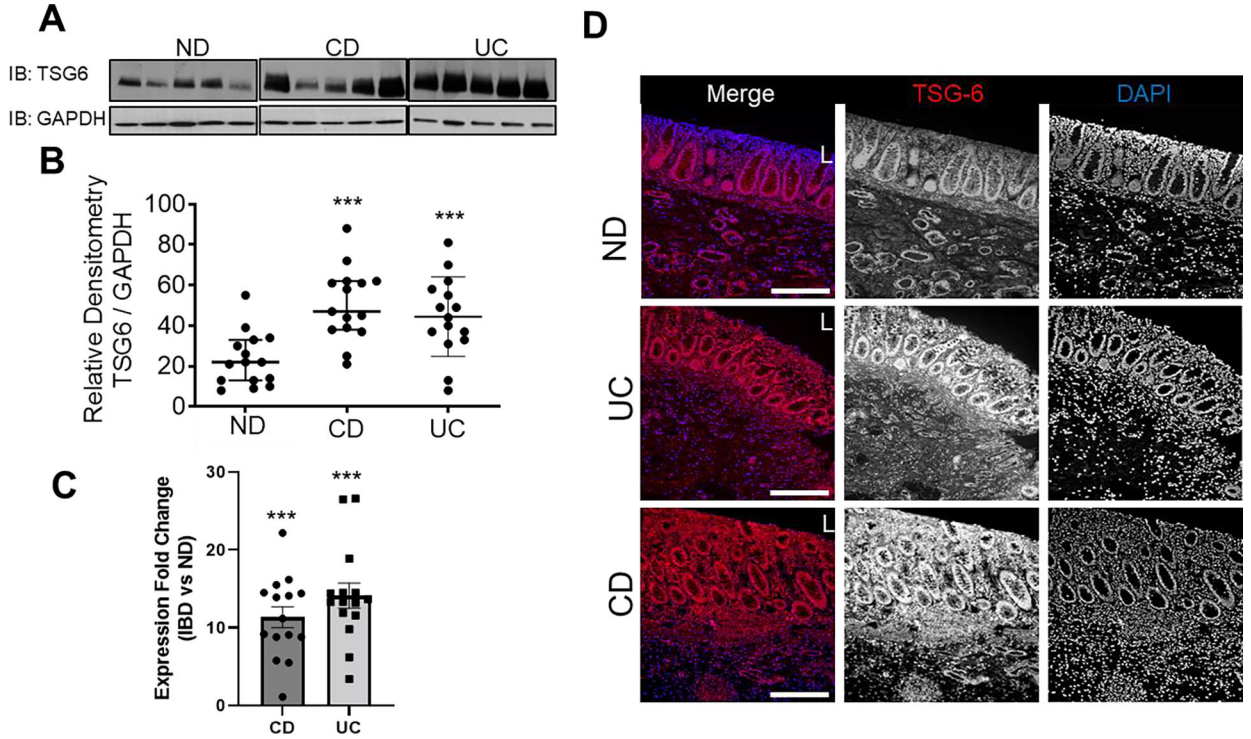 A
ND CD UC
IB: TSG6
IB: GAPDH
B
Relative Densitometry
TSG6 / GAPDH
100
80
60
40
20
0
***
***
ND CD UC
C
Expression Fold Change
(IBD vs ND)
30
20
10
0
***
***
CD UC
D
Merge TSG-6 DAPI
ND
L
UC
L
CD
L